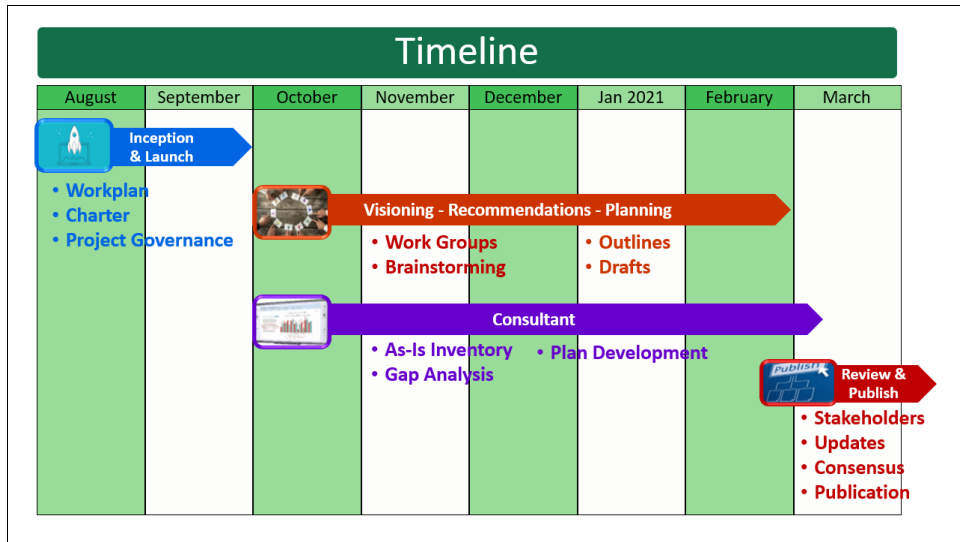 Timeline
August September October November December Jan 2021 February March
Inception
& Launch
• Workplan
• Charter
• Project Governance
Visioning - Recommendations - Planning
• Work Groups
• Brainstorming
• Outlines
• Drafts
Consultant
• As-Is Inventory
• Gap Analysis
• Plan Development
Publish
Review &
Publish
• Stakeholders
• Updates
• Consensus
• Publication